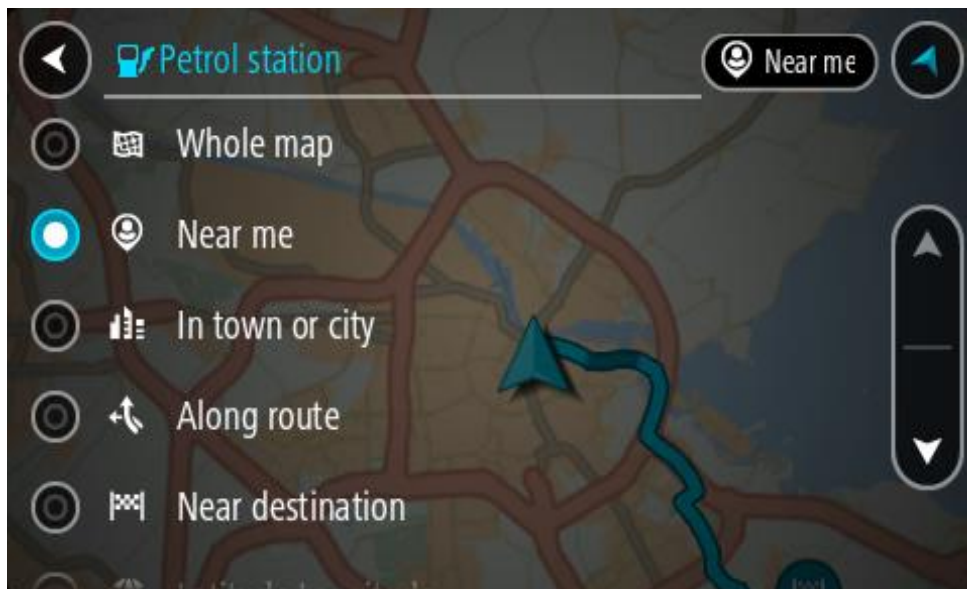 Petrol station
Near me
Whole map
Near me
In town or city
Along route
Near destination